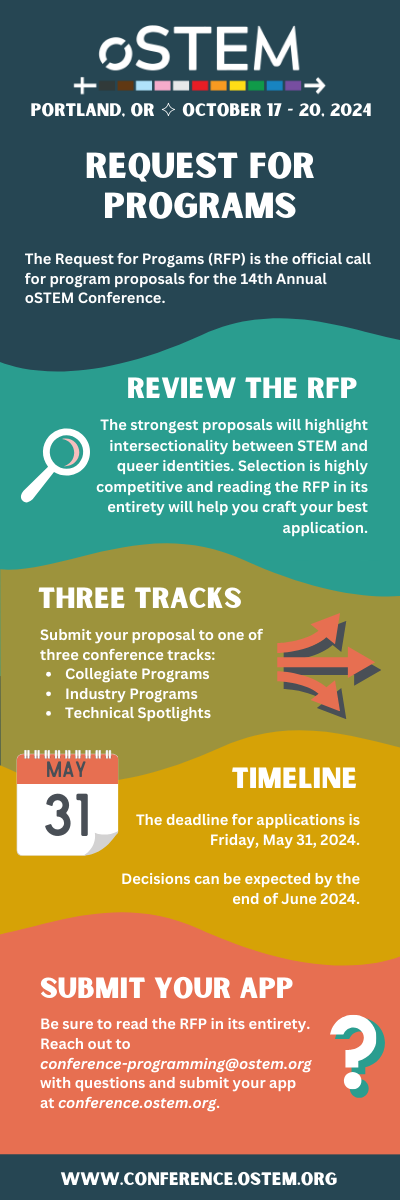 oSTEM
PORTLAND, OR ✧ OCTOBER 17 - 20, 2024
REQUEST FOR
PROGRAMS
The Request for Progams (RFP) is the official call
for program proposals for the 14th Annual
oSTEM Conference.
REVIEW THE RFP
The strongest proposals will highlight
intersectionality between STEM and
queer identities. Selection is highly
competitive and reading the RFP in its
entirety will help you craft your best
application.
THREE TRACKS
Submit your proposal to one of
three conference tracks:
• Collegiate Programs
• Industry Programs
• Technical Spotlights
MAY
31
TIMELINE
The deadline for applications is
Friday, May 31, 2024.
Decisions can be expected by the
end of June 2024.
SUBMIT YOUR APP
Be sure to read the RFP in its entirety.
Reach out to
conference-programming@ostem.org
with questions and submit your app
at conference.ostem.org.
?
WWW.CONFERENCE.OSTEM.ORG